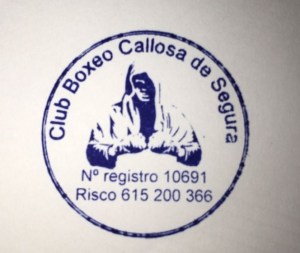 Club Boxeo Callosa de Segura
Nº registro 10691
Risco 615 200 366